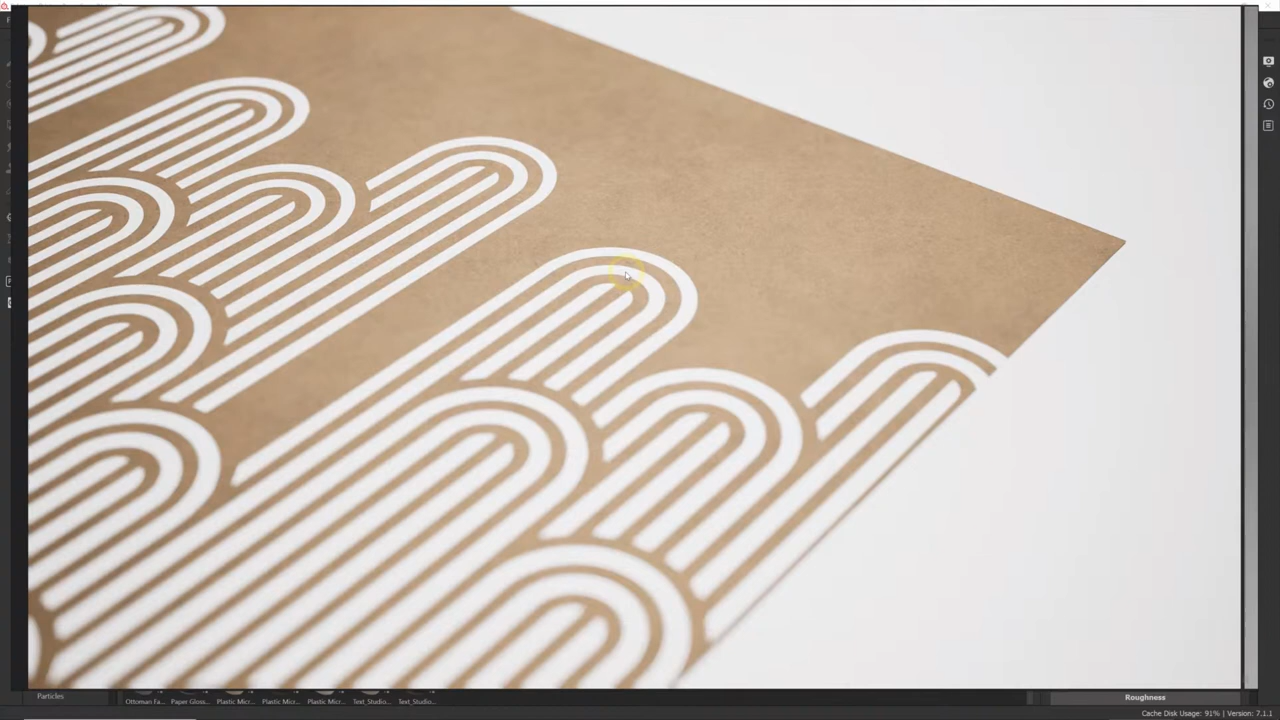 Particles
Ottoman Fa...
Paper Gloss...
Plastic Micr...
Plastic Micr...
Plastic Micr...
Text_Studio...
Text_Studio...
Roughness
Cache Disk Usage: 91% | Version: 7.1.1